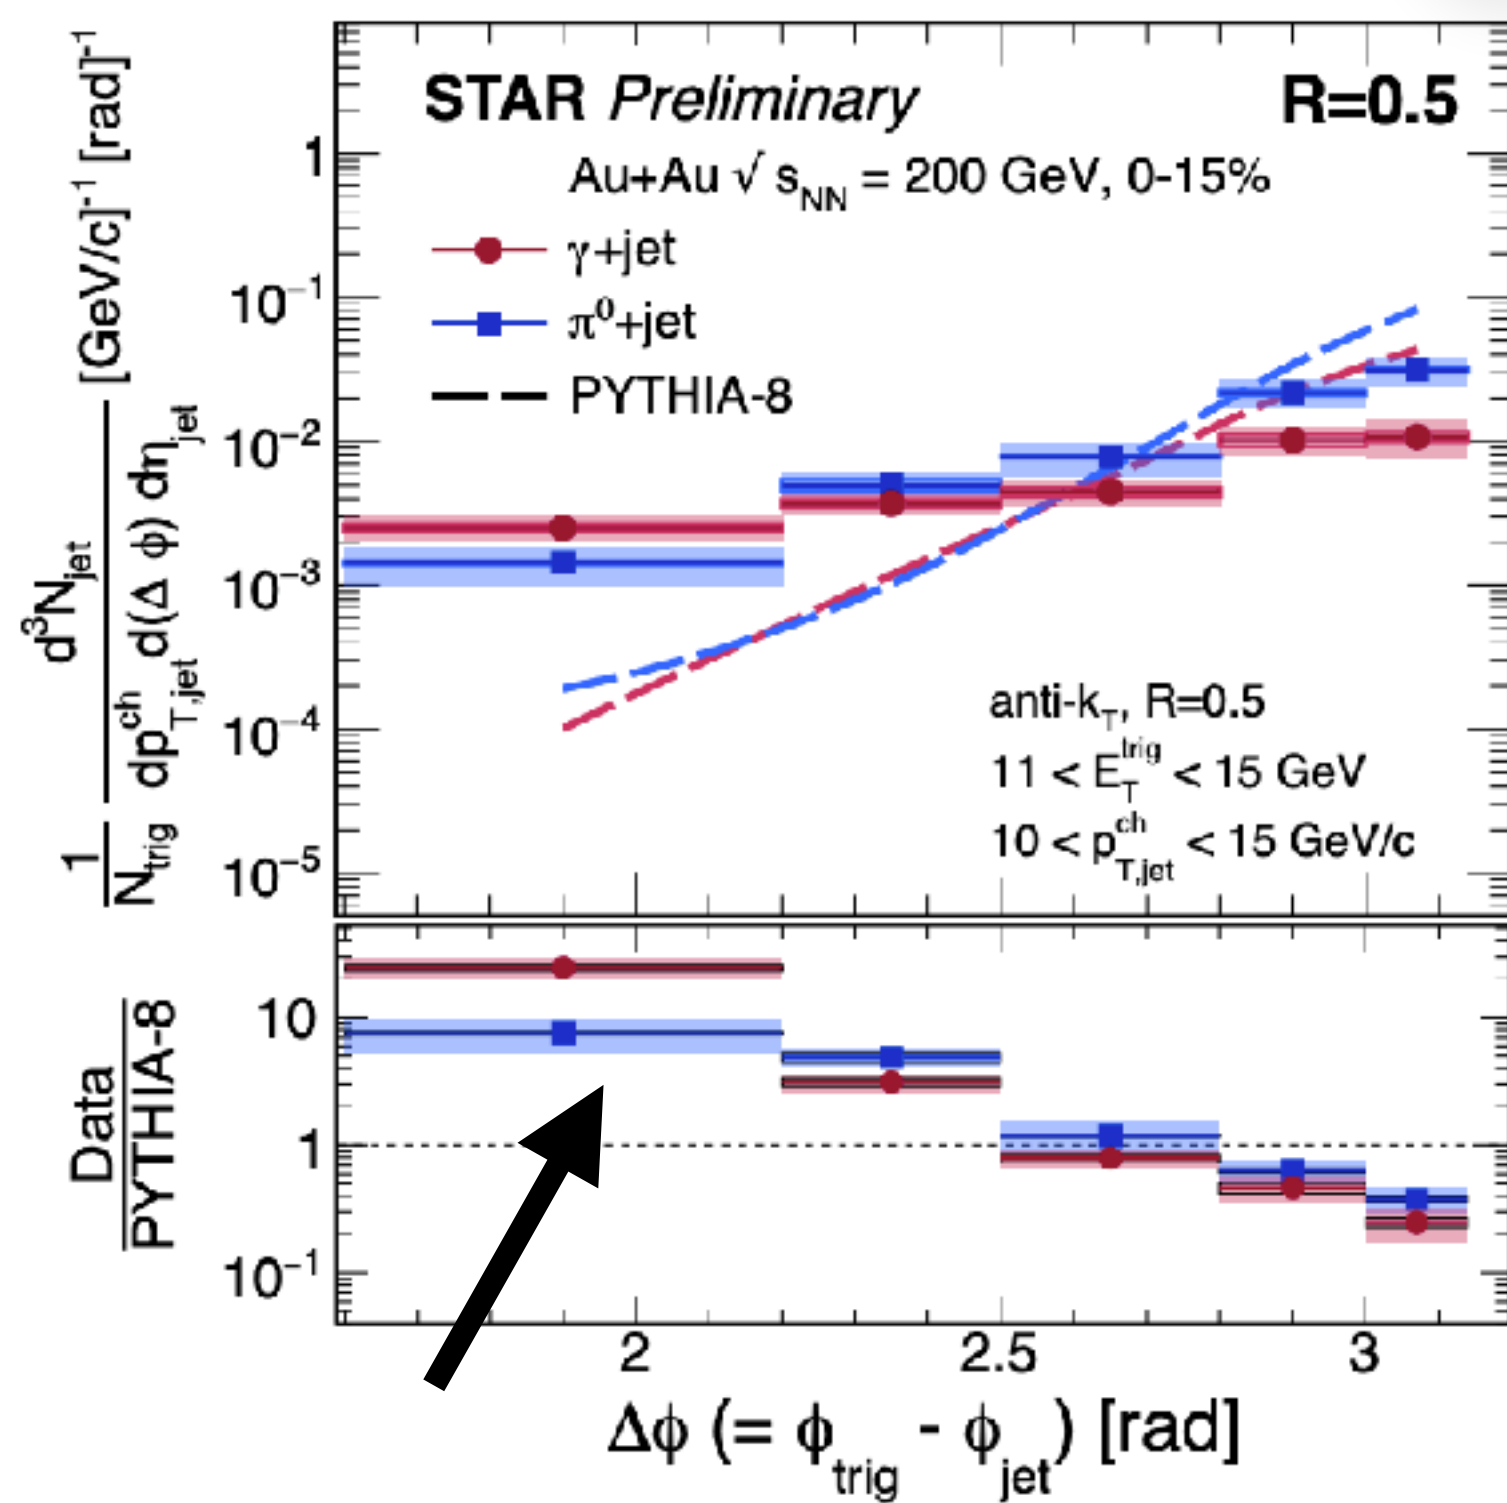 STAR Preliminary R=0.5
Au+Au √ s_NN = 200 GeV, 0-15%
γ+jet
π⁰+jet
PYTHIA-8
anti-k_T, R=0.5
11 < E_T^trig < 15 GeV
10 < p_T,jet^ch < 15 GeV/c
1
10⁻¹
10⁻²
10⁻³
10⁻⁴
10⁻⁵
1/N_trig d³N_jet/dp_T,jet^ch d(Δ φ) dη_jet [GeV/c]⁻¹ [rad]⁻¹
10
1
10⁻¹
Data
PYTHIA-8
2 2.5 3
Δφ (= φ_trig - φ_jet) [rad]